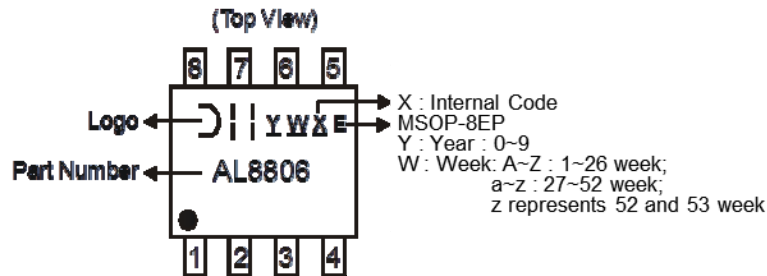 (Top View)
8 7 6 5
Logo
Y W X E
X : Internal Code
MSOP-8EP
Y : Year : 0~9
W : Week: A~Z : 1~26 week;
a~z : 27~52 week;
z represents 52 and 53 week
Part Number
AL8806
1 2 3 4